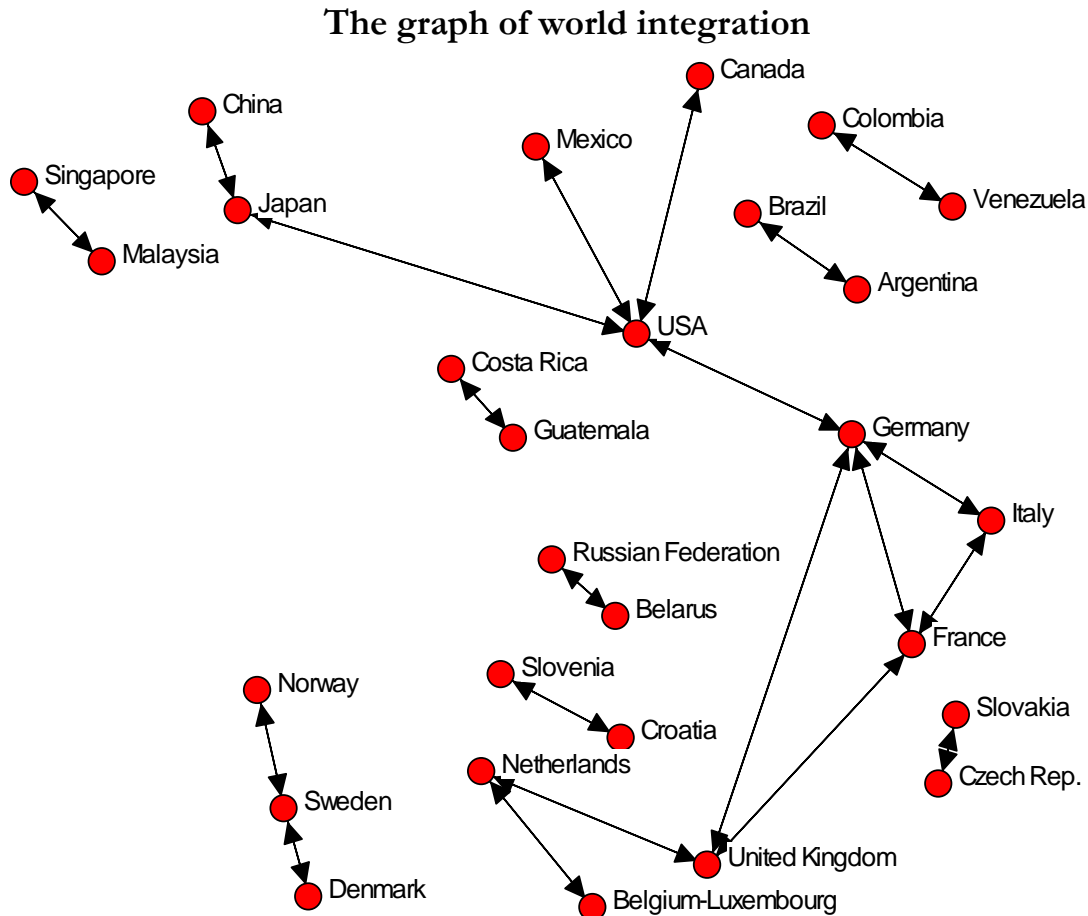 The graph of world integration
Canada
China
Colombia
Mexico
Singapore
Venezuela
Japan
Brazil
Malaysia
Argentina
USA
Costa Rica
Germany
Guatemala
Italy
Russian Federation
Belarus
France
Slovenia
Norway
Slovakia
Croatia
Netherlands
Czech Rep.
Sweden
United Kingdom
Denmark
Belgium-Luxembourg